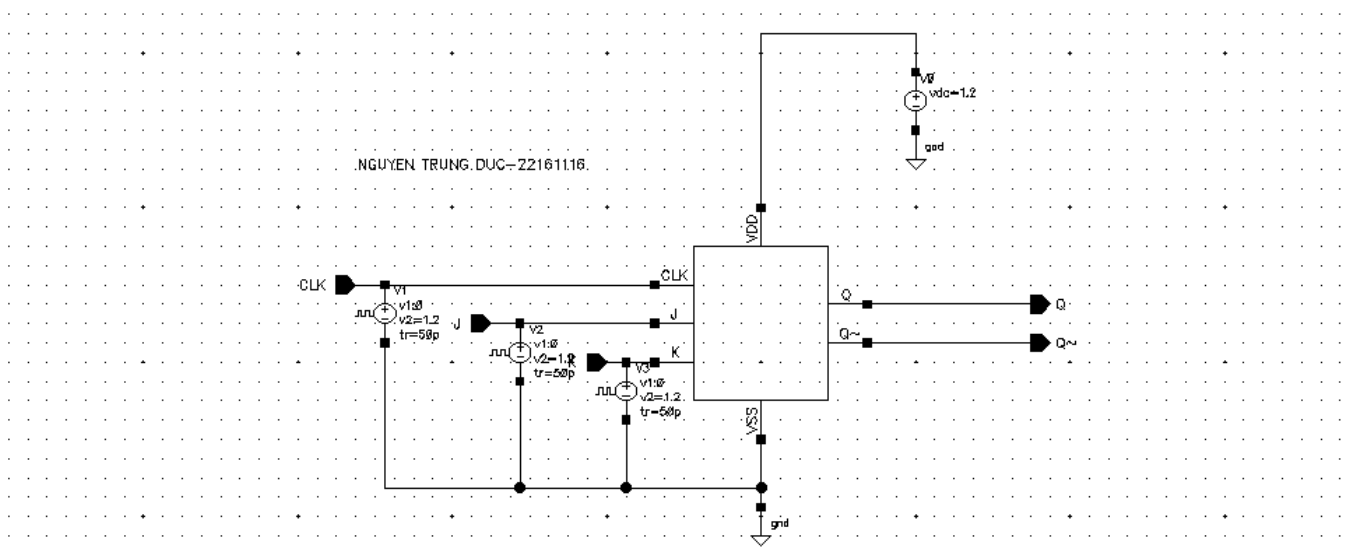 V0
vdc=1.2
gnd
NGUYEN TRUNG DUC-22161116
VDD
CLK
CLK
V1
v1:0
v2=1.2
tr=50p
J
J
V2
v1:0
v2=1.2
tr=50p
K
V3
v1:0
v2=1.2
tr=50p
Q
Q
Q~
Q~
VSS
gnd